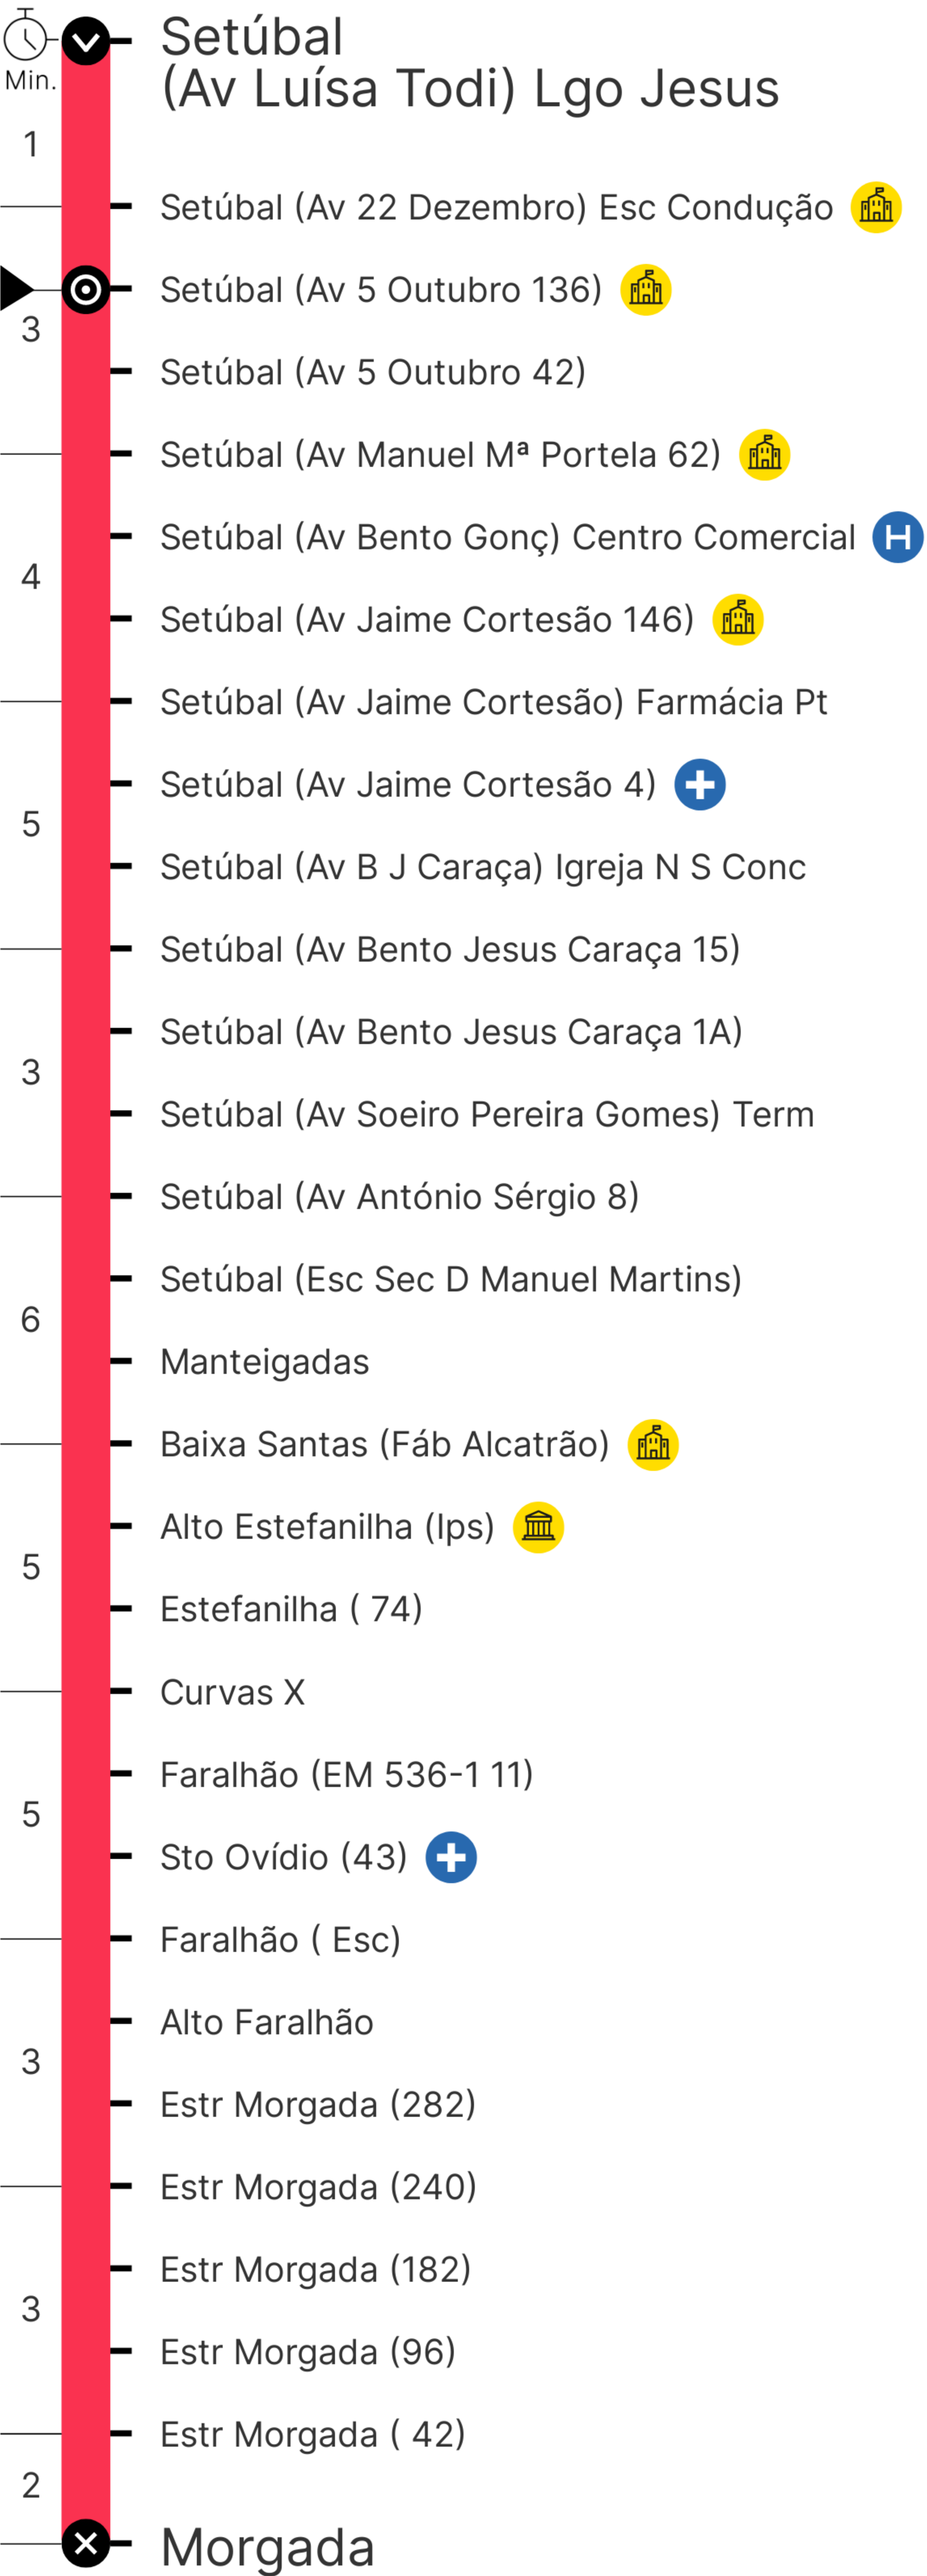 Min.
Setúbal
(Av Luísa Todi) Lgo Jesus
1
Setúbal (Av 22 Dezembro) Esc Condução
Setúbal (Av 5 Outubro 136)
3
Setúbal (Av 5 Outubro 42)
Setúbal (Av Manuel Mª Portela 62)
Setúbal (Av Bento Gonç) Centro Comercial H
4
Setúbal (Av Jaime Cortesão 146)
Setúbal (Av Jaime Cortesão) Farmácia Pt
Setúbal (Av Jaime Cortesão 4)
5
Setúbal (Av B J Caraça) Igreja N S Conc
Setúbal (Av Bento Jesus Caraça 15)
Setúbal (Av Bento Jesus Caraça 1A)
3
Setúbal (Av Soeiro Pereira Gomes) Term
Setúbal (Av António Sérgio 8)
Setúbal (Esc Sec D Manuel Martins)
6
Manteigadas
Baixa Santas (Fáb Alcatrão)
Alto Estefanilha (Ips)
5
Estefanilha ( 74)
Curvas X
Faralhão (EM 536-1 11)
5
Sto Ovídio (43)
Faralhão ( Esc)
Alto Faralhão
3
Estr Morgada (282)
Estr Morgada (240)
Estr Morgada (182)
3
Estr Morgada (96)
Estr Morgada ( 42)
2
Morgada